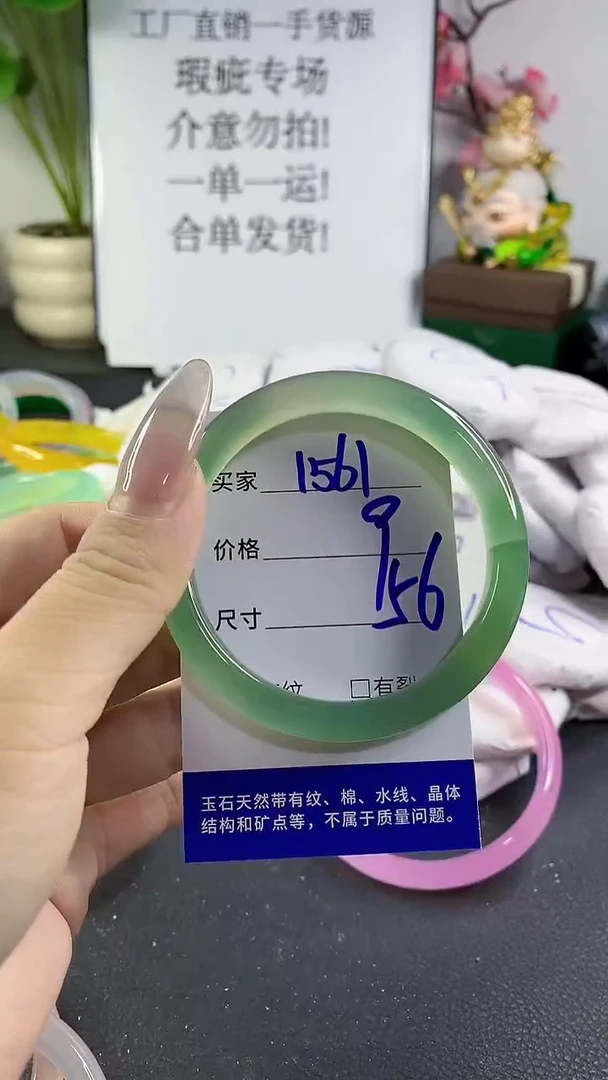 工厂直销一手货源
瑕疵专场
介意勿拍!
一单一运!
合单发货!
买家 1561
价格
尺寸 56
纹 □有裂
玉石天然带有纹、棉、水线、晶体
结构和矿点等，不属于质量问题。